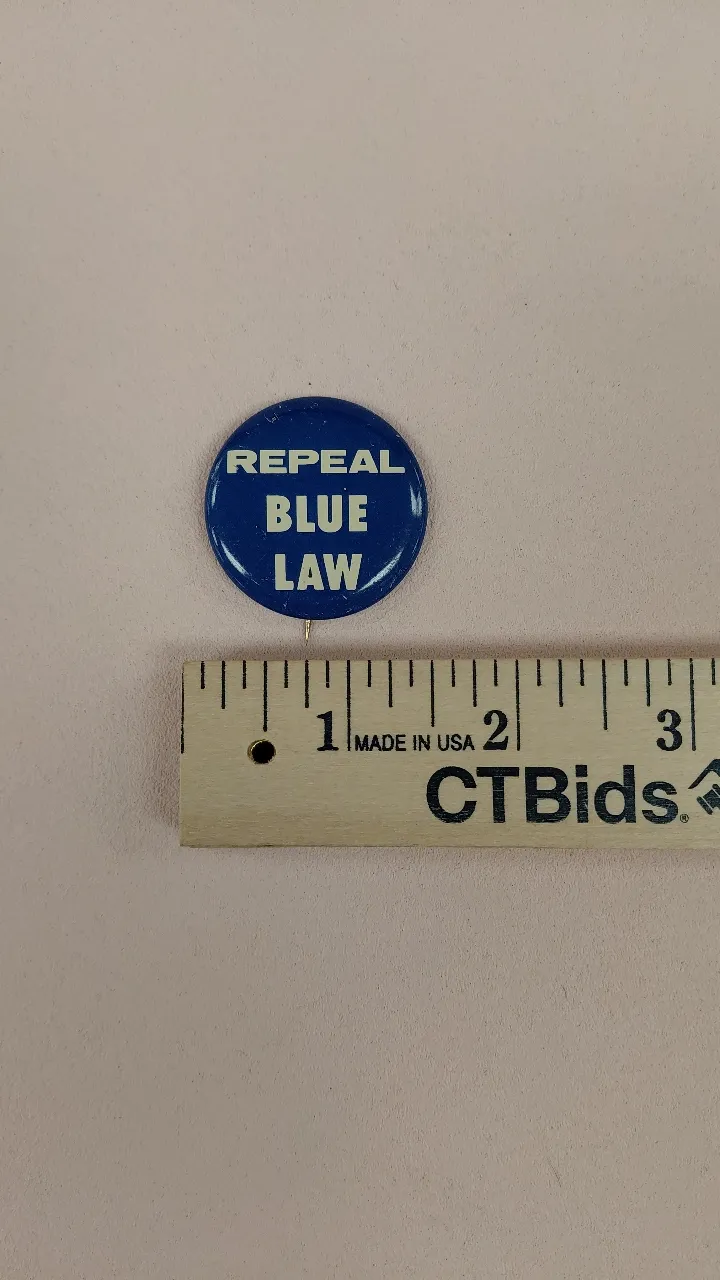 REPEAL
BLUE
LAW
1 MADE IN USA 2 3
CTBids®